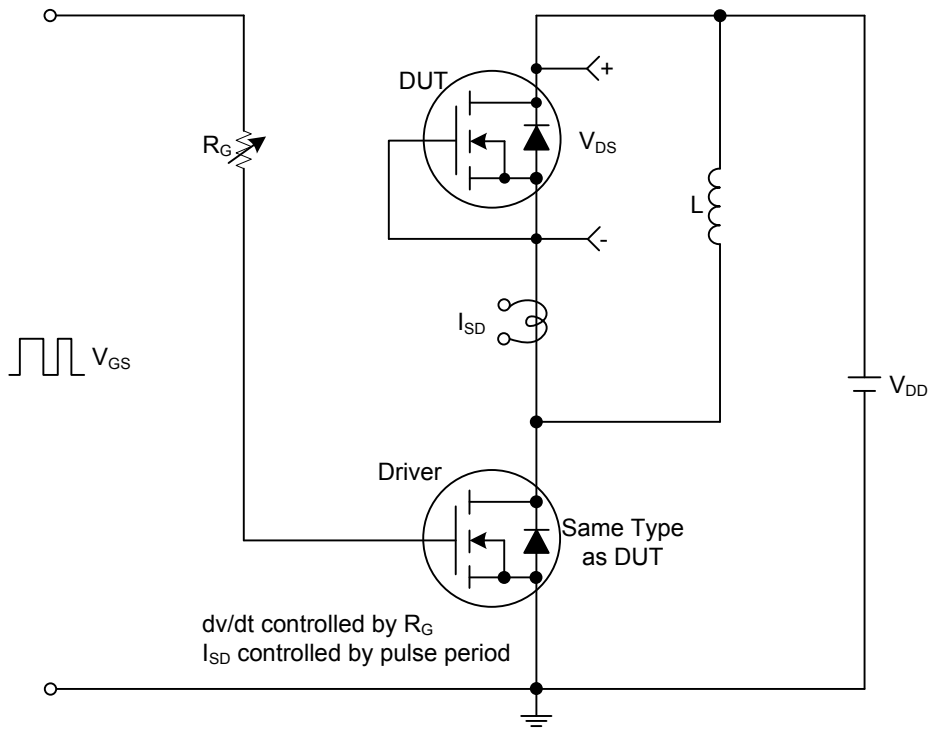 DUT
+
R_G
V_DS
L
-
I_SD
V_GS
V_DD
Driver
Same Type
as DUT
dv/dt controlled by R_G
I_SD controlled by pulse period